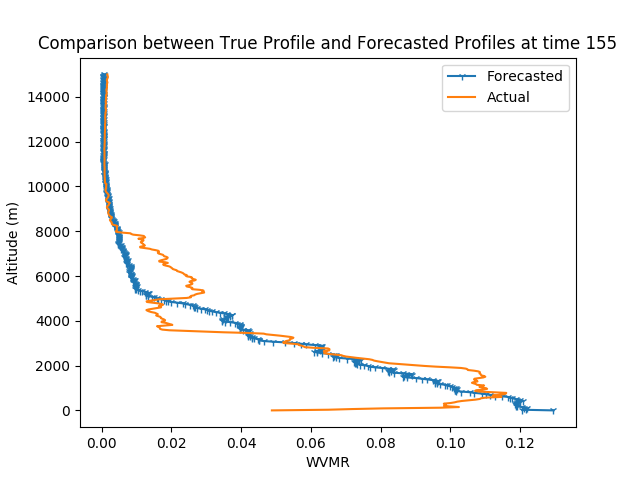 Comparison between True Profile and Forecasted Profiles at time 155
Forecasted
Actual
14000
12000
10000
8000
6000
4000
2000
0
Altitude (m)
0.00 0.02 0.04 0.06 0.08 0.10 0.12
WVMR